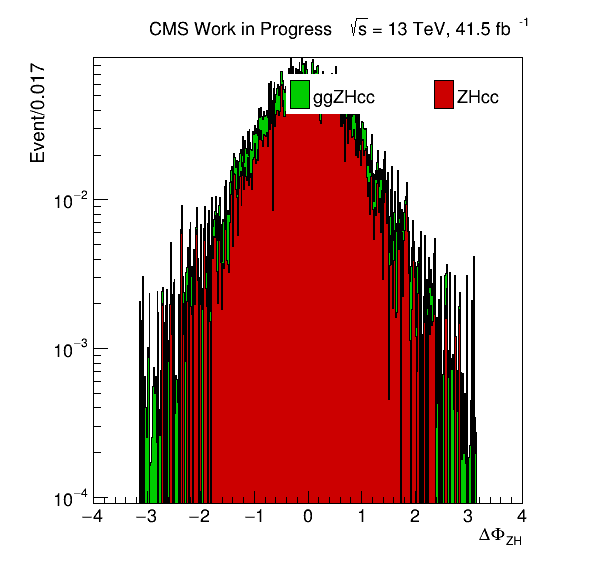 CMS Work in Progress √s = 13 TeV, 41.5 fb⁻¹
Event/0.017
ggZHcc ZHcc
10⁻²
10⁻³
10⁻⁴
−4 −3 −2 −1 0 1 2 3 4
ΔΦ_ZH